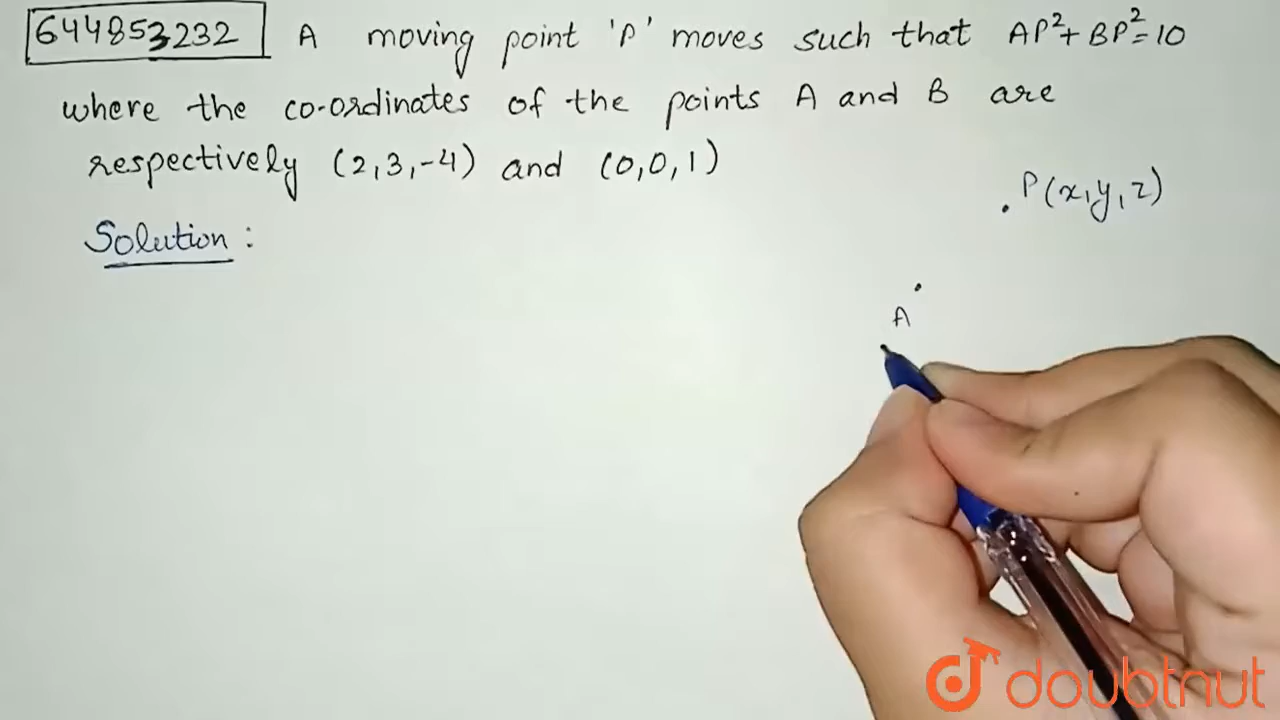 644853232 A moving point 'P' moves such that AP²+BP²=10
where the co-ordinates of the points A and B are
respectively (2,3,-4) and (0,0,1)
P(x,y,z)
Solution:
A
doubtnut